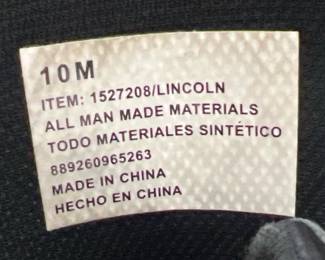 10M
ITEM: 1527208/LINCOLN
ALL MAN MADE MATERIALS
TODO MATERIALES SINTÉTICO
889260965263
MADE IN CHINA
HECHO EN CHINA